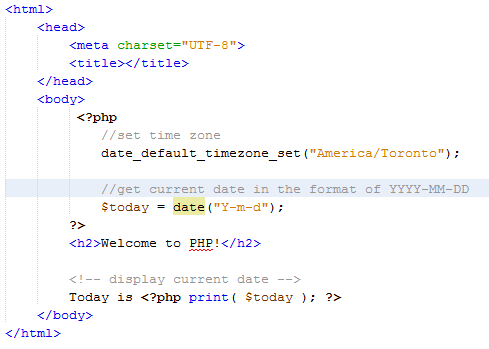 <html>
<head>
<meta charset="UTF-8">
<title></title>
</head>
<body>
<?php
//set time zone
date_default_timezone_set("America/Toronto");
//get current date in the format of YYYY-MM-DD
$today = date("Y-m-d");
?>
<h2>Welcome to PHP!</h2>
<!-- display current date -->
Today is <?php print( $today ); ?>
</body>
</html>